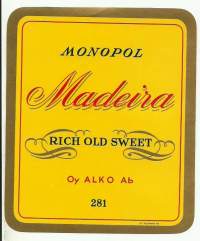 MONOPOL
Madeira
RICH OLD SWEET
Oy ALKO Ab
281